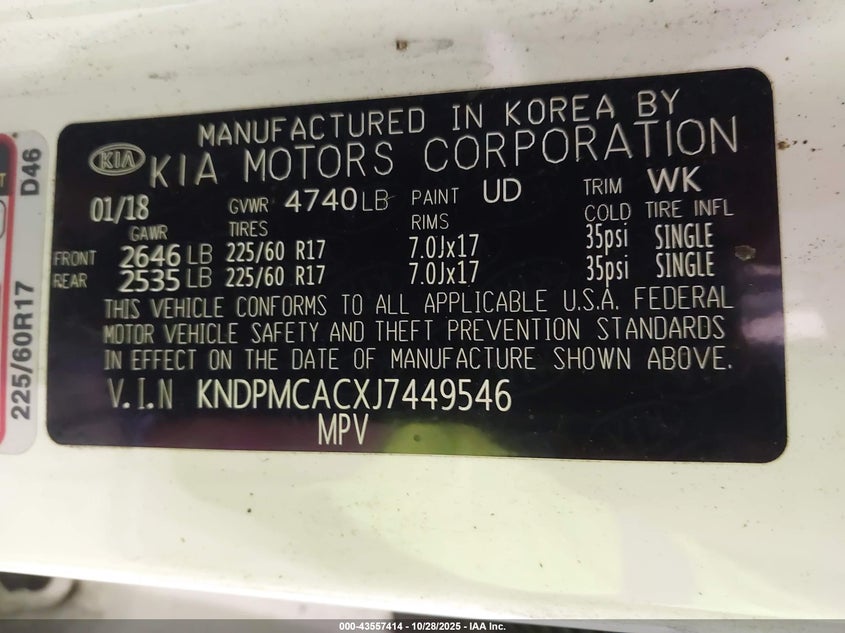 MANUFACTURED IN KOREA BY
KIA KIA MOTORS CORPORATION
01/18 GVWR 4740LB PAINT UD TRIM WK
GAWR TIRES RIMS COLD TIRE INFL
FRONT 2646 LB 225/60 R17 7.0Jx17 35psi SINGLE
REAR 2535 LB 225/60 R17 7.0Jx17 35psi SINGLE
THIS VEHICLE CONFORMS TO ALL APPLICABLE U.S.A. FEDERAL
MOTOR VEHICLE SAFETY AND THEFT PREVENTION STANDARDS
IN EFFECT ON THE DATE OF MANUFACTURE SHOWN ABOVE.
V.I.N KNDPMCACXJ7449546
MPV
225/60R17 D46
000-43557414 - 10/28/2025 - IAA Inc.